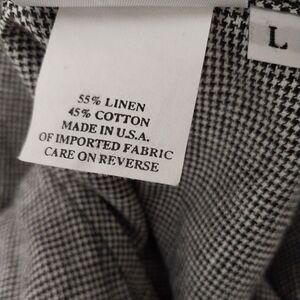 L
55% LINEN
45% COTTON
MADE IN U.S.A.
OF IMPORTED FABRIC
CARE ON REVERSE